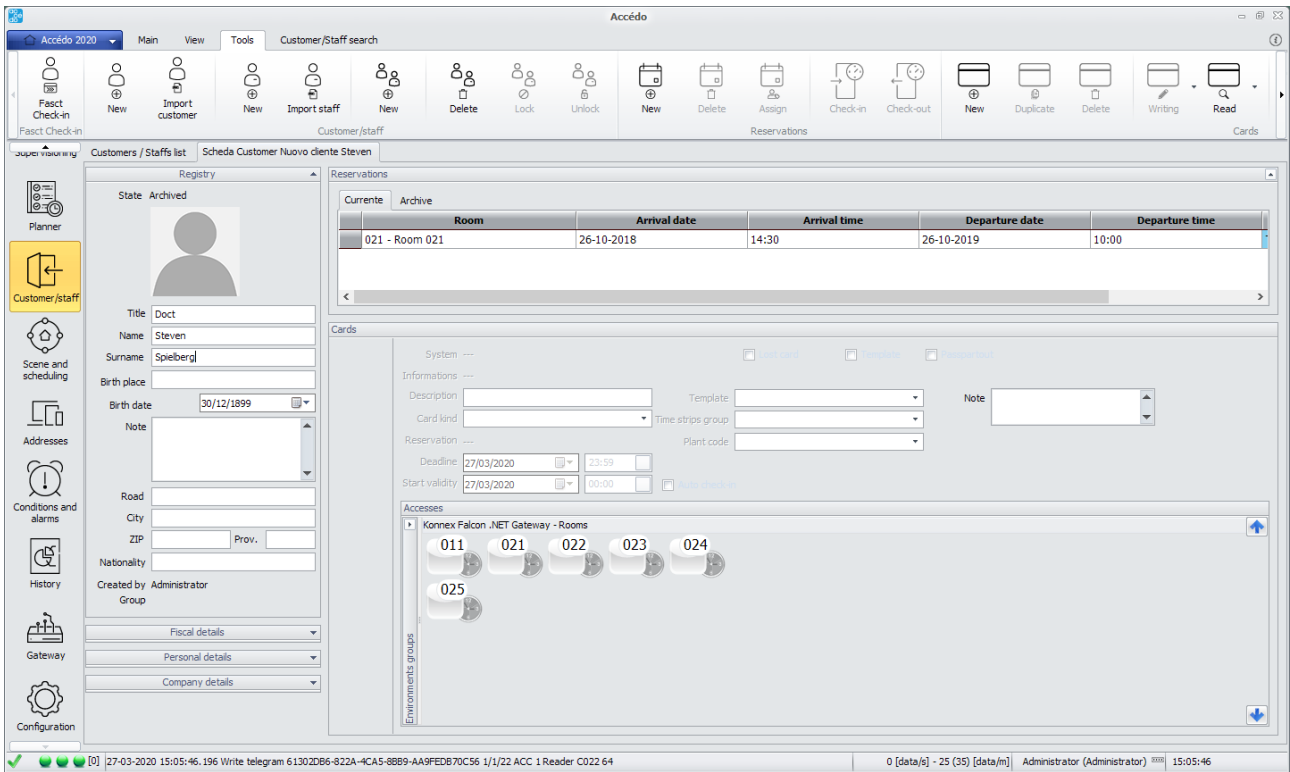 Accédo
Accédo 2020 Main View Tools Customer/Staff search
Fasct Check-in New Import customer New Import staff New Delete Lock Unlock New Delete Assign Check-in Check-out New Duplicate Delete Writing Read
Fasct Check-in Customer/staff Reservations Cards
Supervisioning Customers / Staffs list Scheda Customer Nuovo cliente Steven
Planner
Customer/staff
Scene and scheduling
Addresses
Conditions and alarms
History
Gateway
Configuration
Registry
State Archived
Title Doct
Name Steven
Surname Spielberg
Birth place
Birth date 30/12/1899
Note
Road
City
ZIP Prov.
Nationality
Created by Administrator
Group
Fiscal details
Personal details
Company details
Reservations
Currente Archive
Room Arrival date Arrival time Departure date Departure time
021 - Room 021 26-10-2018 14:30 26-10-2019 10:00
Cards
System --- Lost card Template
Informations ---
Description Template Note
Card kind Time strips group
Reservation --- Plant code
Deadline 27/03/2020 23:59
Start validity 27/03/2020 00:00 Auto check-in
Accesses
Konnex Falcon .NET Gateway - Rooms
011 021 022 023 024
025
Environments groups
[0] 27-03-2020 15:05:46.196 Write telegram 61302DB6-822A-4CA5-8BB9-AA9FEDB70C56 1/1/22 ACC 1 Reader C022 64 0 [data/s] - 25 (35) [data/m] Administrator (Administrator) 15:05:46